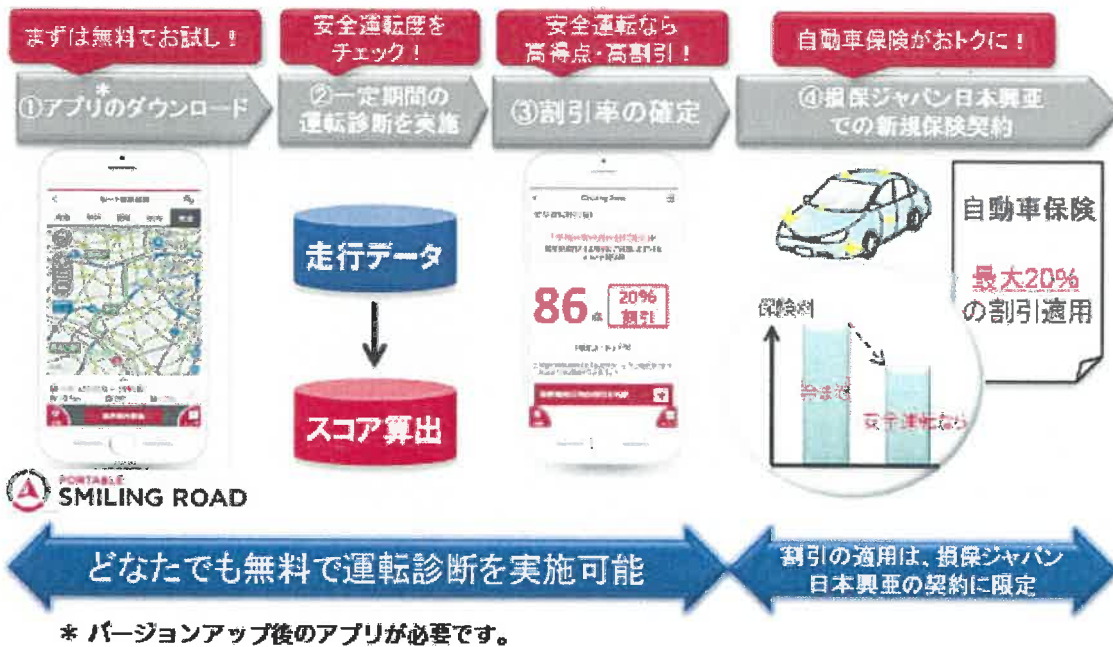 まずは無料でお試し!
安全運転度を
チェック!
安全運転なら
高得点・高割引!
自動車保険がおトクに!
*
①アプリのダウンロード
②一定期間の
運転診断を実施
③割引率の確定
④損保ジャパン日本興亜
での新規保険契約
走行データ
スコア算出
86点
20%
割引
自動車保険
最大20%
の割引適用
保険料
今まで
安全運転なら
PORTABLE
SMILING ROAD
どなたでも無料で運転診断を実施可能
割引の適用は、損保ジャパン
日本興亜の契約に限定
* バージョンアップ後のアプリが必要です。